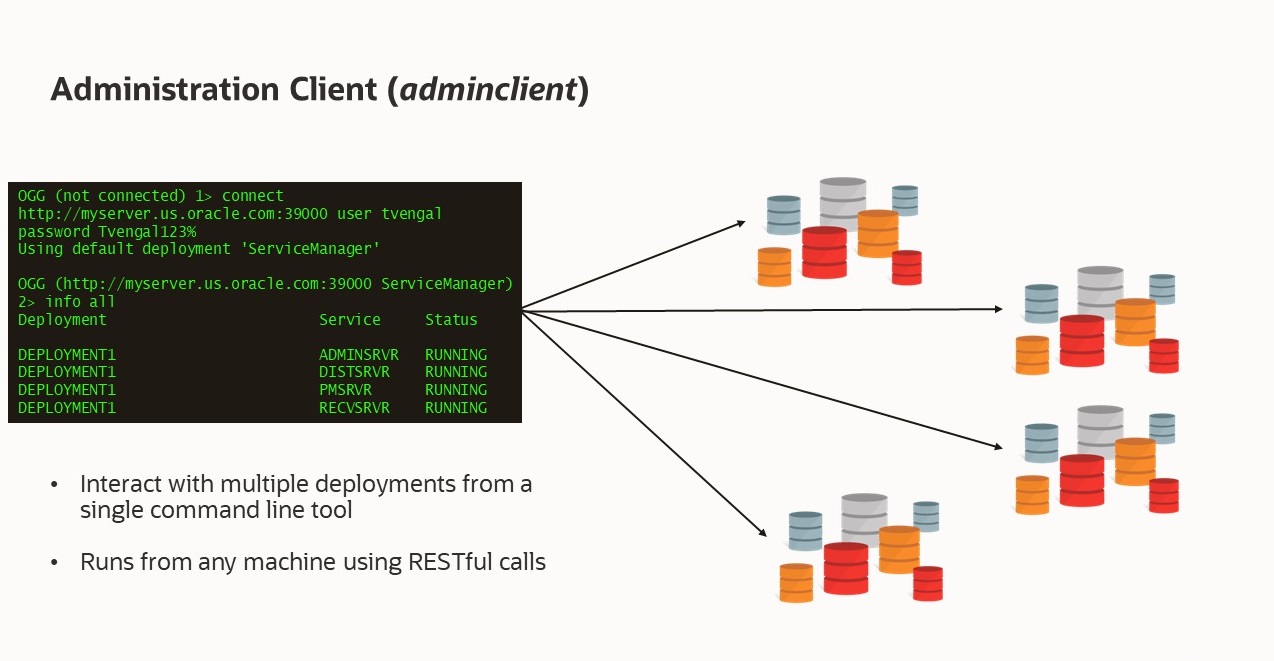 Administration Client (adminclient)
OGG (not connected) 1> connect
http://myserver.us.oracle.com:39000 user tvengal
password Tvengal123%
Using default deployment 'ServiceManager'
OGG (http://myserver.us.oracle.com:39000 ServiceManager)
2> info all
Deployment Service Status
DEPLOYMENT1 ADMINSRVR RUNNING
DEPLOYMENT1 DISTSRVR RUNNING
DEPLOYMENT1 PMSRVR RUNNING
DEPLOYMENT1 RECVSRVR RUNNING
• Interact with multiple deployments from a
single command line tool
• Runs from any machine using RESTful calls